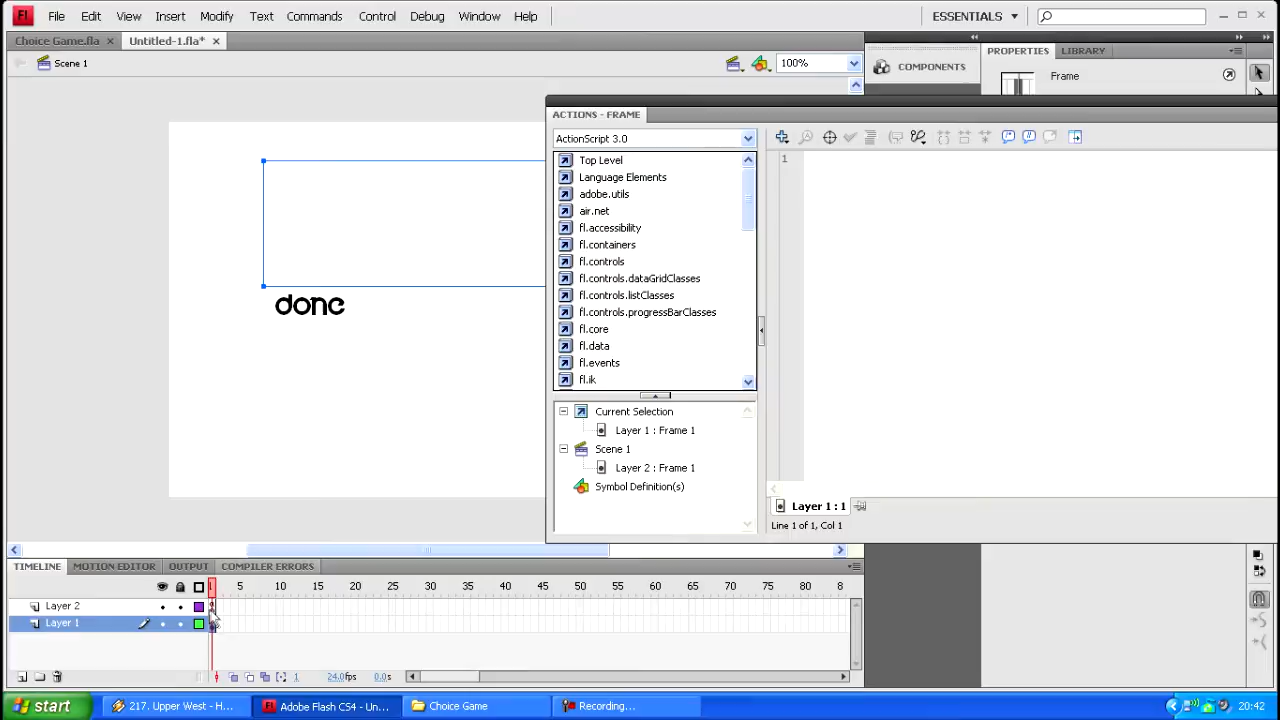 Fl File Edit View Insert Modify Text Commands Control Debug Window Help ESSENTIALS
Choice Game.fla Untitled-1.fla*
Scene 1 100%
COMPONENTS
PROPERTIES LIBRARY
Frame
ACTIONS - FRAME
ActionScript 3.0
Top Level
Language Elements
adobe.utils
air.net
fl.accessibility
fl.containers
fl.controls
fl.controls.dataGridClasses
fl.controls.listClasses
fl.controls.progressBarClasses
fl.core
fl.data
fl.events
fl.ik
1
Current Selection
Layer 1 : Frame 1
Scene 1
Layer 2 : Frame 1
Symbol Definition(s)
Layer 1 : 1
Line 1 of 1, Col 1
done
TIMELINE MOTION EDITOR OUTPUT COMPILER ERRORS
1 5 10 15 20 25 30 35 40 45 50 55 60 65 70 75 80 8
Layer 2
Layer 1
1 24.0fps 0.0s
start 217. Upper West - H... Fl Adobe Flash CS4 - Un... Choice Game Recording... 20:42